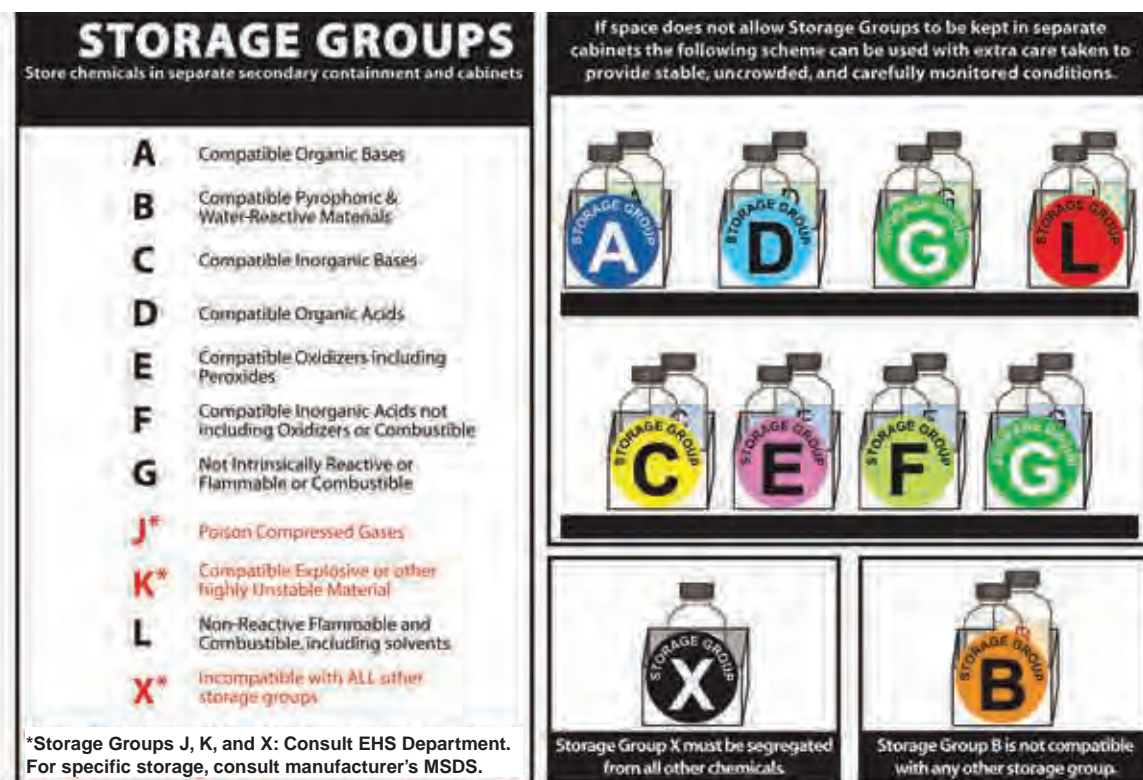 STORAGE GROUPS
Store chemicals in separate secondary containment and cabinets
A
Compatible Organic Bases
B
Compatible Pyrophoric &
Water-Reactive Materials
C
Compatible Inorganic Bases
D
Compatible Organic Acids
E
Compatible Oxidizers including
Peroxides
F
Compatible Inorganic Acids not
including Oxidizers or Combustible
G
Not Intrinsically Reactive or
Flammable or Combustible
J*
Poison Compressed Gases
K*
Compatible Explosive or other
highly Unstable Material
L
Non-Reactive Flammable and
Combustible, including solvents
X*
Incompatible with ALL other
storage groups
*Storage Groups J, K, and X: Consult EHS Department.
For specific storage, consult manufacturer's MSDS.
If space does not allow Storage Groups to be kept in separate
cabinets the following scheme can be used with extra care taken to
provide stable, uncrowded, and carefully monitored conditions.
STORAGE GROUP
A
STORAGE GROUP
D
G
STORAGE GROUP
L
STORAGE GROUP
C
STORAGE GROUP
E
STORAGE GROUP
F
G
STORAGE GROUP
X
Storage Group X must be segregated
from all other chemicals.
STORAGE GROUP
B
Storage Group B is not compatible
with any other storage group.